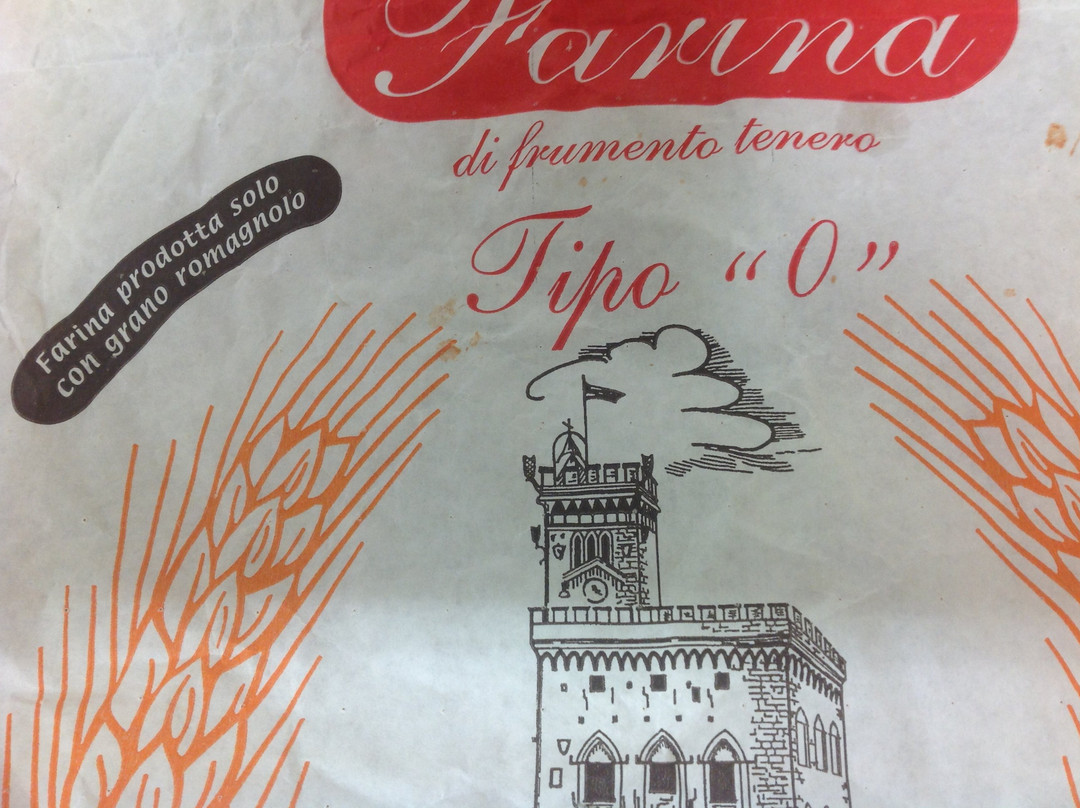 Farina
di frumento tenero
Tipo “0”
Farina prodotta solo
con grano romagnolo